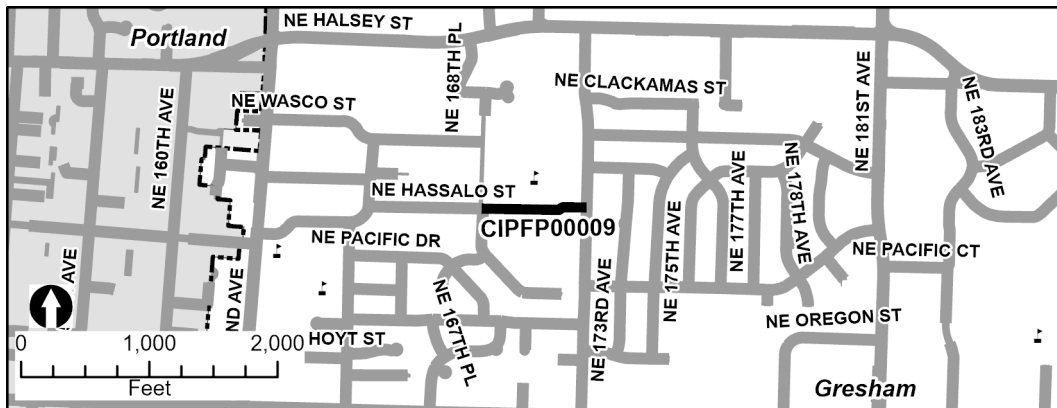 NE HALSEY ST
Portland
NE 168TH PL
NE CLACKAMAS ST
NE 181ST AVE
NE 160TH AVE
NE WASCO ST
NE 183RD AVE
NE 177TH AVE
NE 178TH AVE
NE HASSALO ST
CIPFP00009
NE 175TH AVE
NE PACIFIC DR
NE PACIFIC CT
AVE
ND AVE
NE 173RD AVE
NE 167TH PL
NE OREGON ST
0 1,000 2,000
HOYT ST
Feet
Gresham